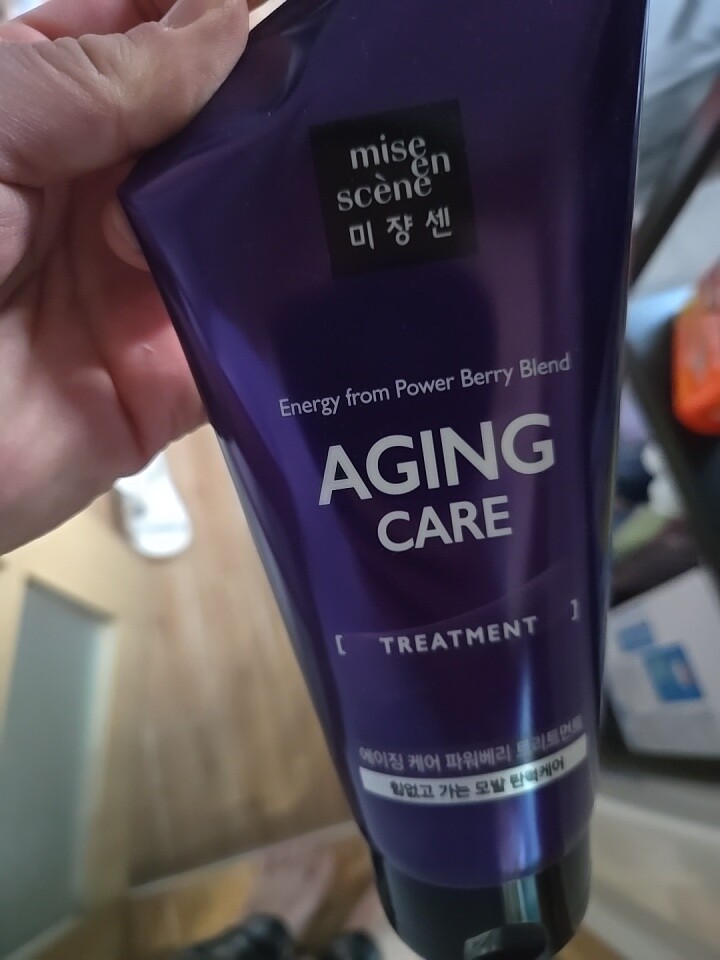 mise
en
scène
미쟝센
Energy from Power Berry Blend
AGING
CARE
[ TREATMENT ]
에이징 케어 파워베리 트리트먼트
힘없고 가는 모발 탄력케어